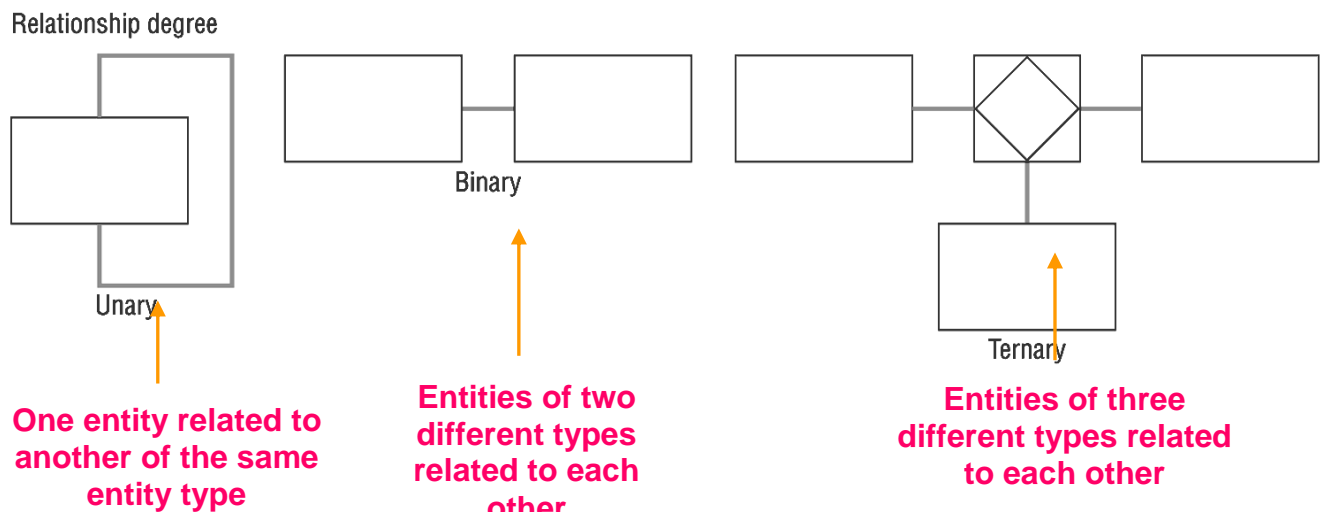 Relationship degree
Unary
Binary
Ternary
One entity related to
another of the same
entity type
Entities of two
different types
related to each
other
Entities of three
different types related
to each other